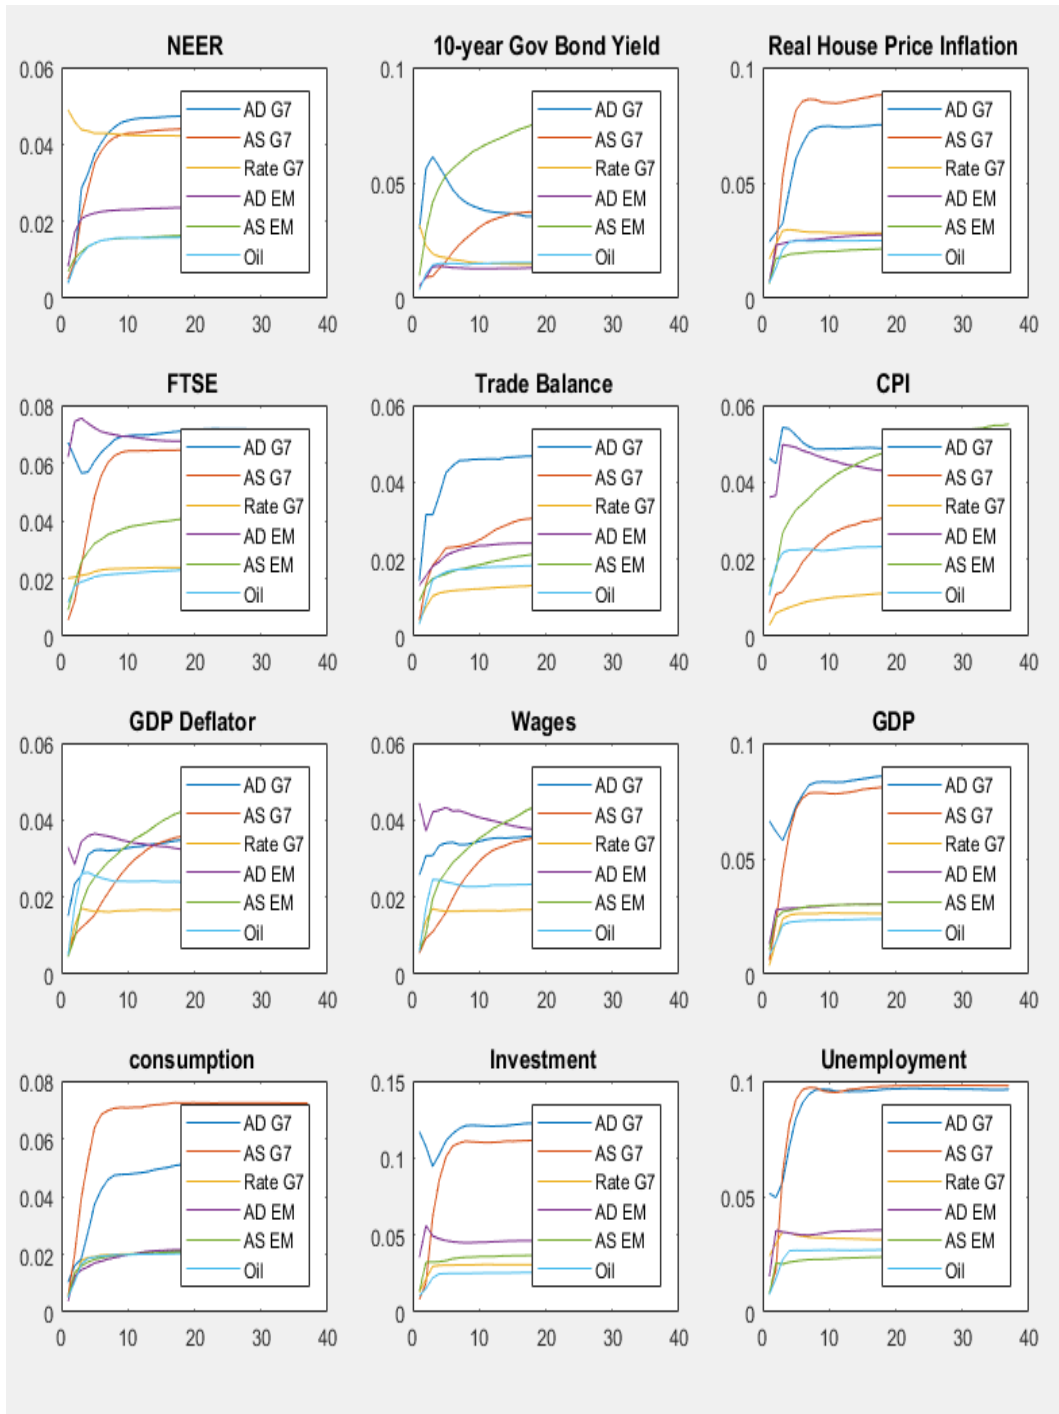 NEER
0.06
0.04
0.02
0
0 10 20 30 40
AD G7
AS G7
Rate G7
AD EM
AS EM
Oil
10-year Gov Bond Yield
0.1
0.05
0
0 10 20 30 40
AD G7
AS G7
Rate G7
AD EM
AS EM
Oil
Real House Price Inflation
0.1
0.05
0
0 10 20 30 40
AD G7
AS G7
Rate G7
AD EM
AS EM
Oil
FTSE
0.08
0.06
0.04
0.02
0
0 10 20 30 40
AD G7
AS G7
Rate G7
AD EM
AS EM
Oil
Trade Balance
0.06
0.04
0.02
0
0 10 20 30 40
AD G7
AS G7
Rate G7
AD EM
AS EM
Oil
CPI
0.06
0.04
0.02
0
0 10 20 30 40
AD G7
AS G7
Rate G7
AD EM
AS EM
Oil
GDP Deflator
0.06
0.04
0.02
0
0 10 20 30 40
AD G7
AS G7
Rate G7
AD EM
AS EM
Oil
Wages
0.06
0.04
0.02
0
0 10 20 30 40
AD G7
AS G7
Rate G7
AD EM
AS EM
Oil
GDP
0.1
0.05
0
0 10 20 30 40
AD G7
AS G7
Rate G7
AD EM
AS EM
Oil
consumption
0.08
0.06
0.04
0.02
0
0 10 20 30 40
AD G7
AS G7
Rate G7
AD EM
AS EM
Oil
Investment
0.15
0.1
0.05
0
0 10 20 30 40
AD G7
AS G7
Rate G7
AD EM
AS EM
Oil
Unemployment
0.1
0.05
0
0 10 20 30 40
AD G7
AS G7
Rate G7
AD EM
AS EM
Oil